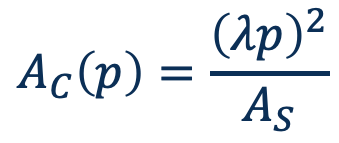 A_C(p) = (λp)² / A_S